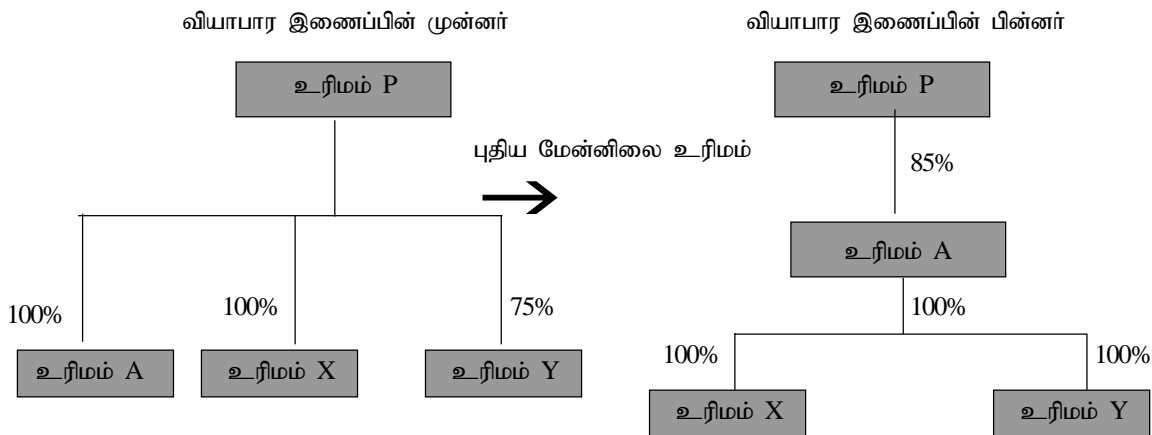 வியாபார இணைப்பின் முன்னர்
உரிமம் P
100%
100%
75%
உரிமம் A
உரிமம் X
உரிமம் Y
புதிய மேன்னிலை உரிமம்
வியாபார இணைப்பின் பின்னர்
உரிமம் P
85%
உரிமம் A
100%
100%
100%
உரிமம் X
உரிமம் Y